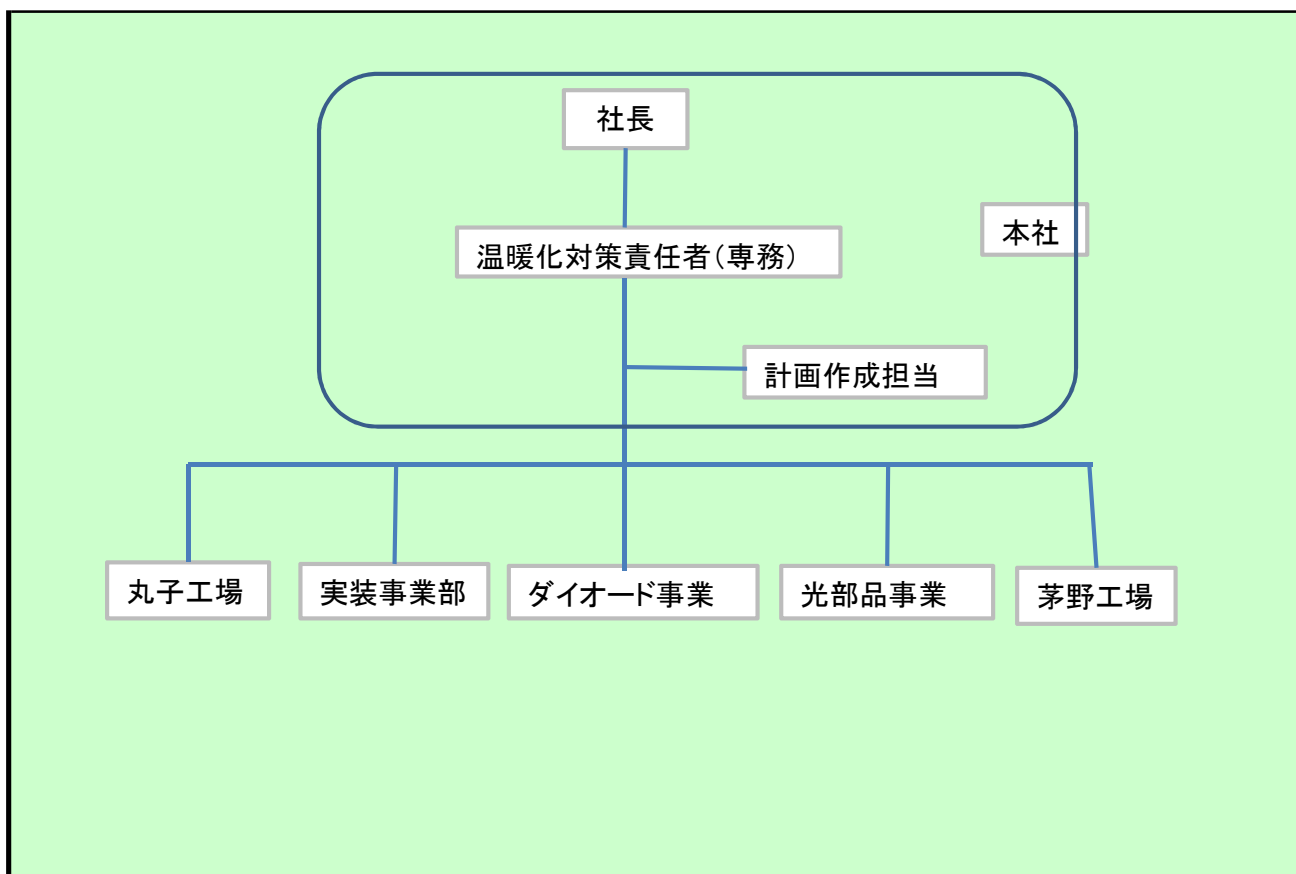 社長
本社
温暖化対策責任者（専務）
計画作成担当
丸子工場
実装事業部
ダイオード事業
光部品事業
茅野工場